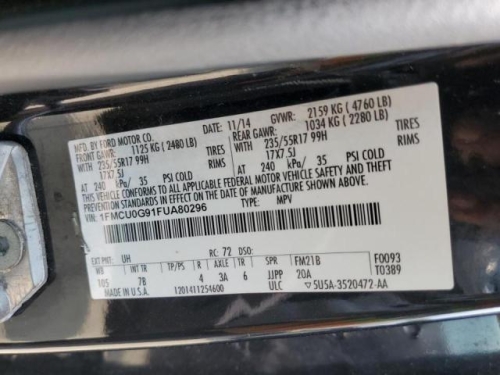 MFD. BY FORD MOTOR CO. 11/14 GVWR: 2159 KG ( 4760 LB)
FRONT GAWR: 1125 KG ( 2480 LB) REAR GAWR: 1034 KG ( 2280 LB)
235/55R17 99H TIRES 235/55R17 99H TIRES
17X7.5J RIMS 17X7.5J RIMS
AT 240 kPa/ 35 PSI COLD AT 240 kPa/ 35 PSI COLD
THIS VEHICLE CONFORMS TO ALL APPLICABLE FEDERAL MOTOR VEHICLE SAFETY, BUMPER, AND
THEFT PREVENTION STANDARDS IN EFFECT ON THE DATE OF MANUFACTURE SHOWN ABOVE.
VIN: 1FMCU0G91FUA80296 TYPE: MPV
EXT PNT: UH RC: 72 DSO: F0093
WB INT TR TP/PS R AXLE TR SPR FM21B T0389
105 7B 4 3A 6 JJPP 20A
MADE IN U.S.A. 1201411254600 ULC 5U5A-3520472-AA